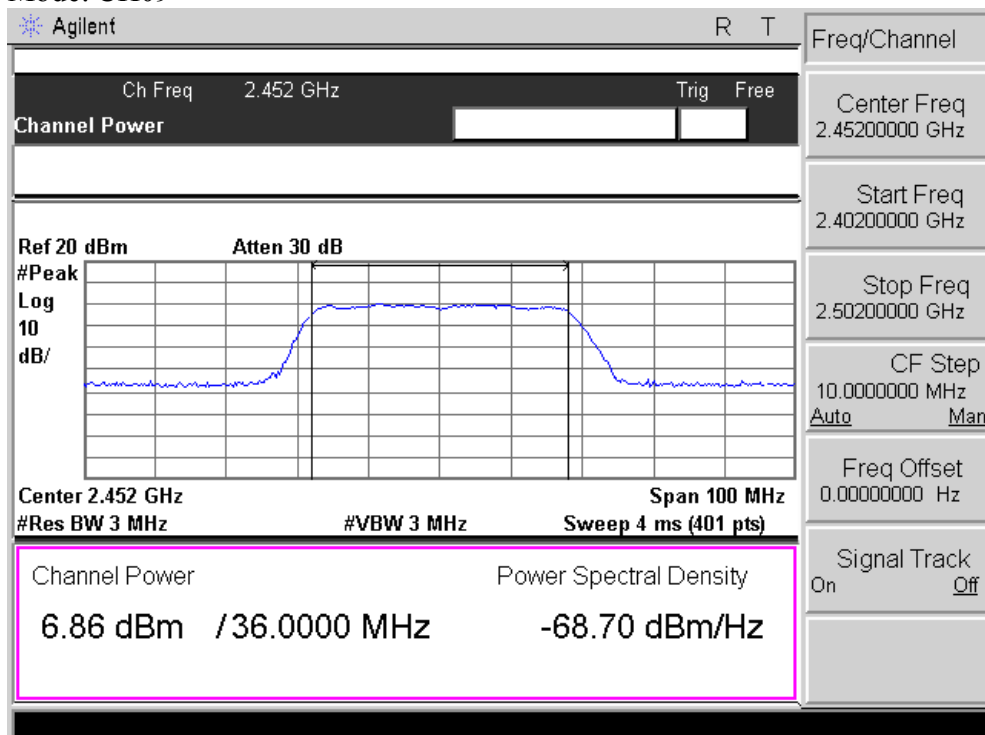 Agilent R T
Freq/Channel
Ch Freq 2.452 GHz Trig Free
Channel Power
Center Freq
2.45200000 GHz
Start Freq
2.40200000 GHz
Ref 20 dBm Atten 30 dB
#Peak
Log
10
dB/
Stop Freq
2.50200000 GHz
CF Step
10.0000000 MHz
Auto Man
Freq Offset
0.00000000 Hz
Center 2.452 GHz Span 100 MHz
#Res BW 3 MHz #VBW 3 MHz Sweep 4 ms (401 pts)
Signal Track
On Off
Channel Power Power Spectral Density
6.86 dBm /36.0000 MHz -68.70 dBm/Hz